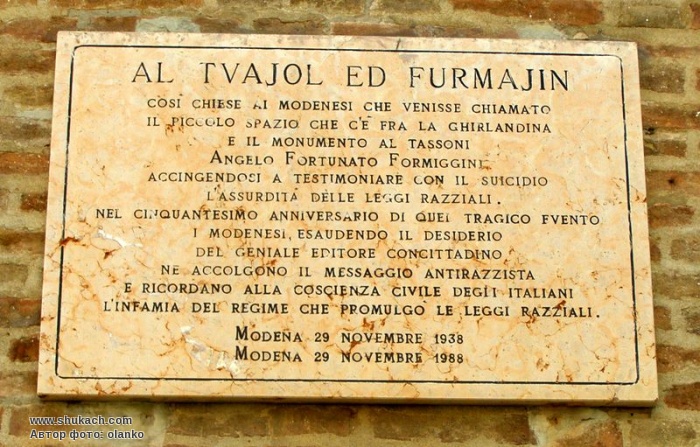 AL TVAJOL ED FURMAJIN
COSÌ CHIESE AI MODENESI CHE VENISSE CHIAMATO
IL PICCOLO SPAZIO CHE C'È FRA LA GHIRLANDINA
E IL MONUMENTO AL TASSONI
ANGELO FORTUNATO FORMIGGINI
ACCINGENDOSI A TESTIMONIARE CON IL SUICIDIO
L'ASSURDITÀ DELLE LEGGI RAZZIALI.
NEL CINQUANTESIMO ANNIVERSARIO DI QUEL TRAGICO EVENTO
I MODENESI, ESAUDENDO IL DESIDERIO
DEL GENIALE EDITORE CONCITTADINO
NE ACCOLGONO IL MESSAGGIO ANTIRAZZISTA
E RICORDANO ALLA COSCIENZA CIVILE DEGLI ITALIANI
L'INFAMIA DEL REGIME CHE PROMULGÒ LE LEGGI RAZZIALI.
MODENA 29 NOVEMBRE 1938
MODENA 29 NOVEMBRE 1988
www.shukach.com
Автор фото: olanko